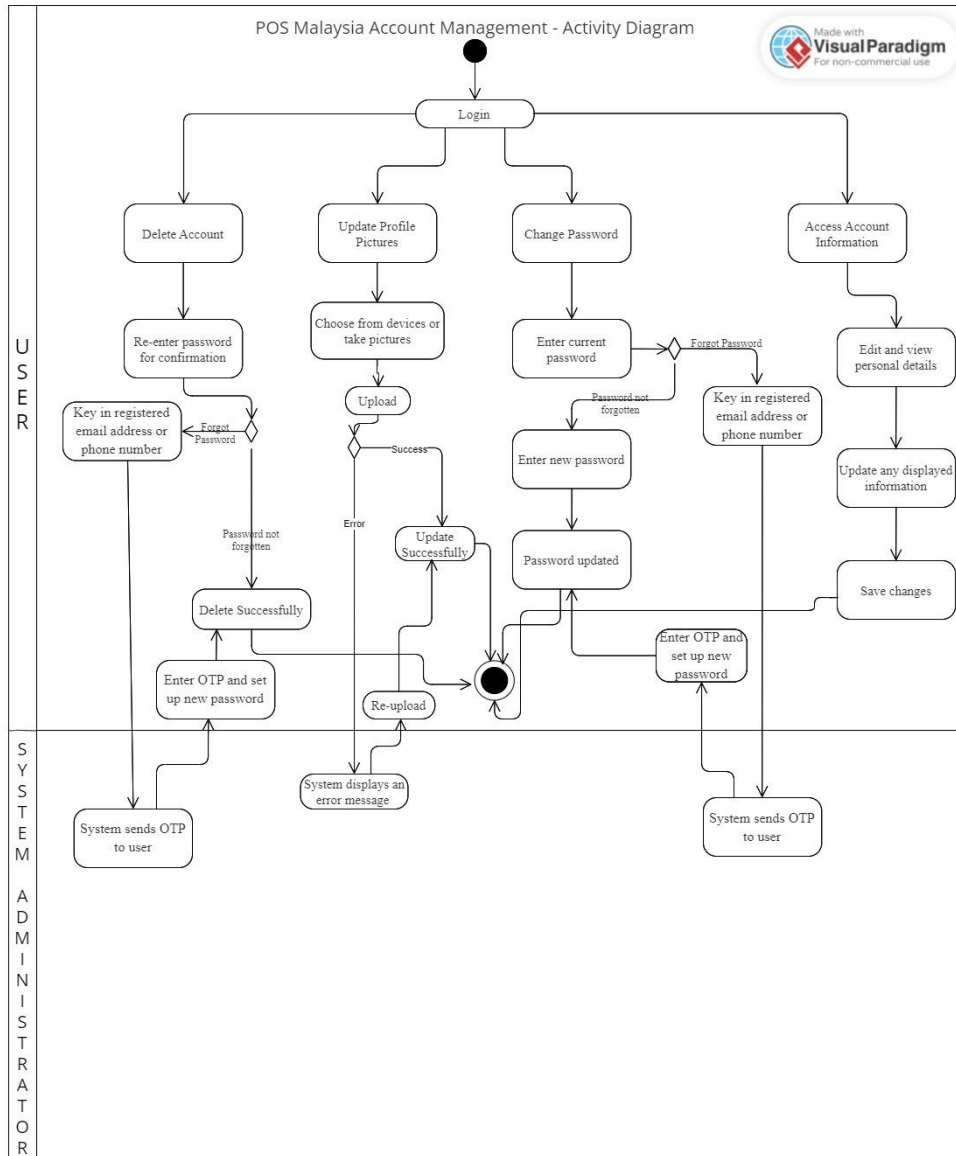 POS Malaysia Account Management - Activity Diagram
Made with
VisualParadigm
For non-commercial use
Login
Delete Account
Update Profile
Pictures
Change Password
Access Account
Information
Re-enter password
for confirmation
Choose from devices or
take pictures
Enter current
password
Forgot Password
Edit and view
personal details
USER
Key in registered
email address or
phone number
Forgot
Password
Upload
Success
Password not
forgotten
Key in registered
email address or
phone number
Enter new password
Update any displayed
information
Error
Password not
forgotten
Update
Successfully
Password updated
Save changes
Delete Successfully
Enter OTP and set
up new password
Re-upload
Enter OTP and
set up new
password
SYSTEM ADMINISTRATOR
System displays an
error message
System sends OTP
to user
System sends OTP
to user